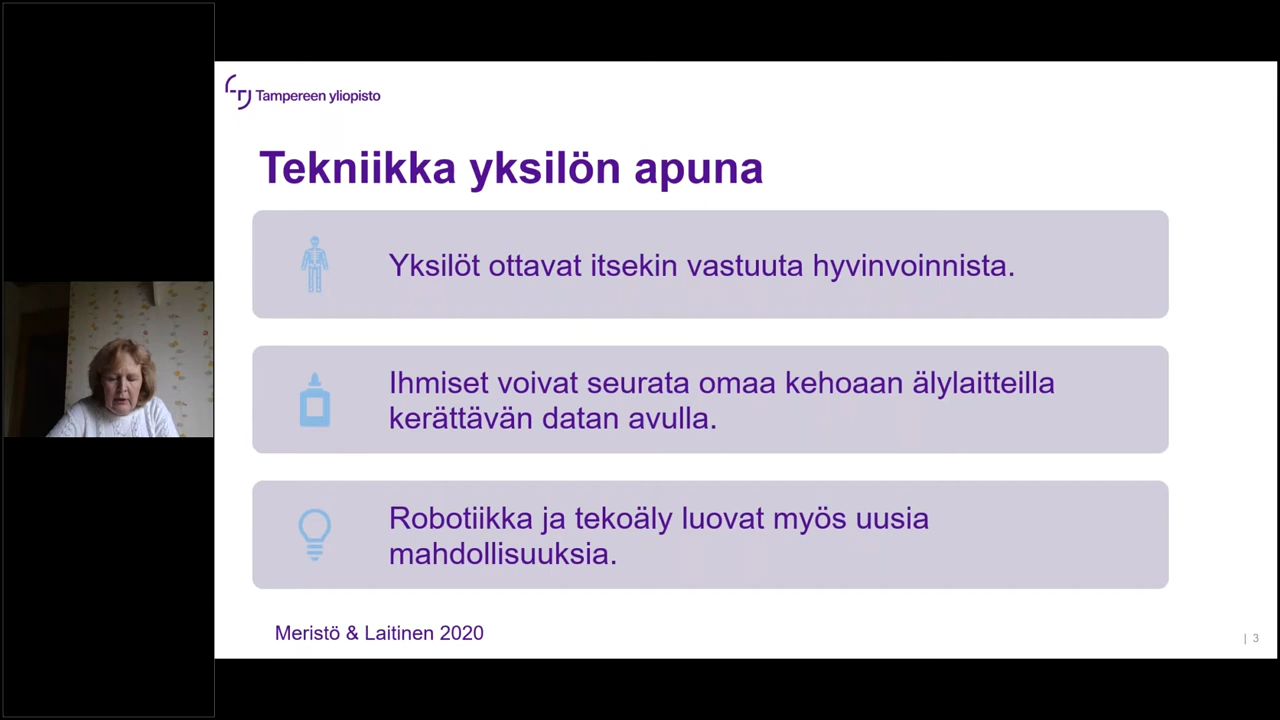 Tampereen yliopisto
Tekniikka yksilön apuna
Yksilöt ottavat itsekin vastuuta hyvinvoinnista.
Ihmiset voivat seurata omaa kehoaan älylaitteilla
kerättävän datan avulla.
Robotiikka ja tekoäly luovat myös uusia
mahdollisuuksia.
Meristö & Laitinen 2020
| 3